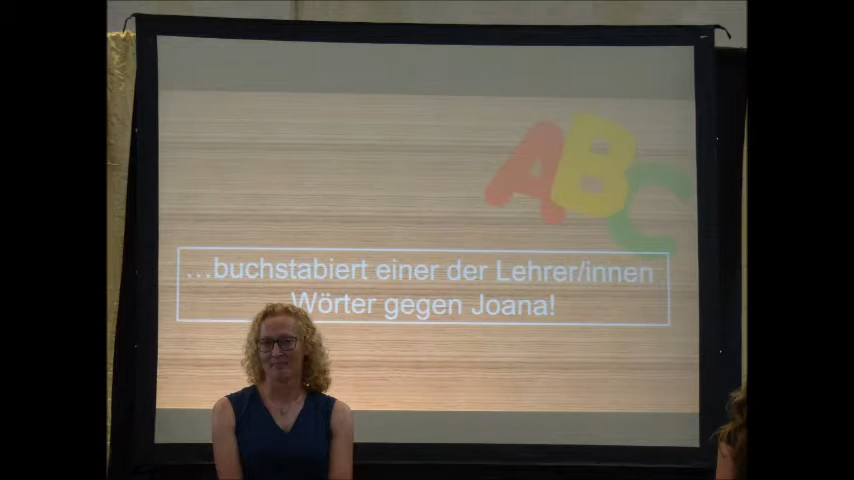 ABC
...buchstabiert einer der Lehrer/innen
Wörter gegen Joana!